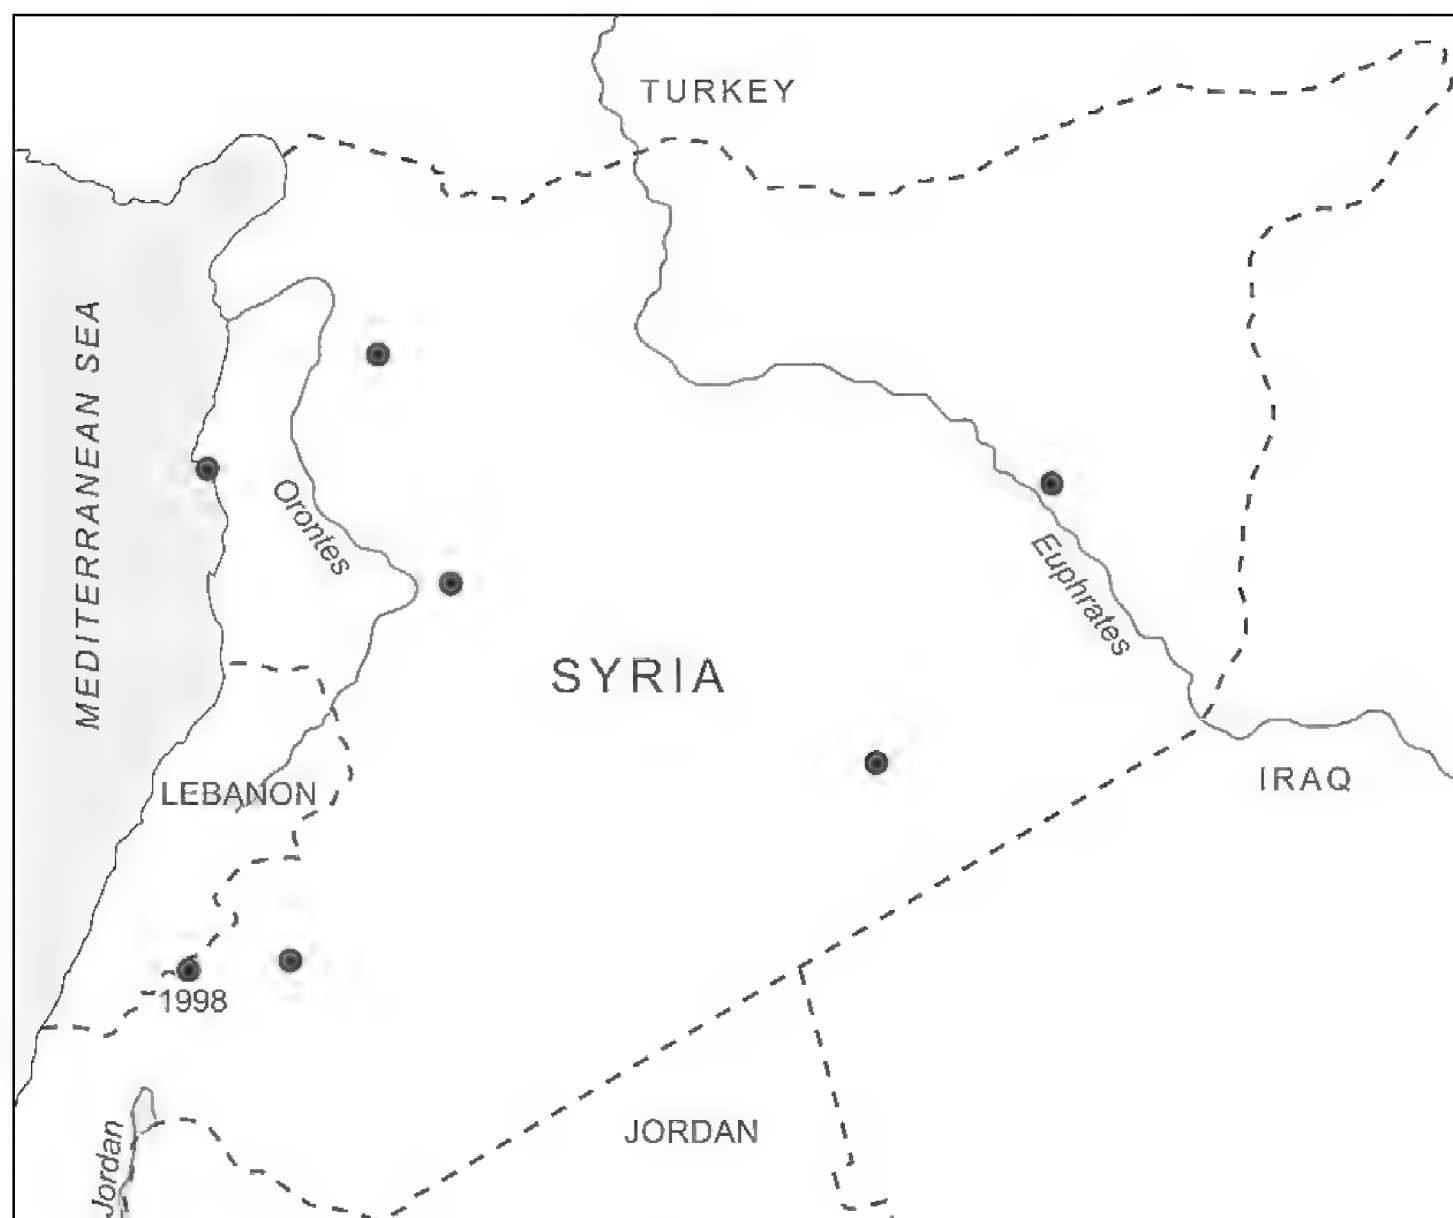 TURKEY
MEDITERRANEAN SEA
Orontes
Euphrates
SYRIA
LEBANON
IRAQ
1998
JORDAN
Jordan